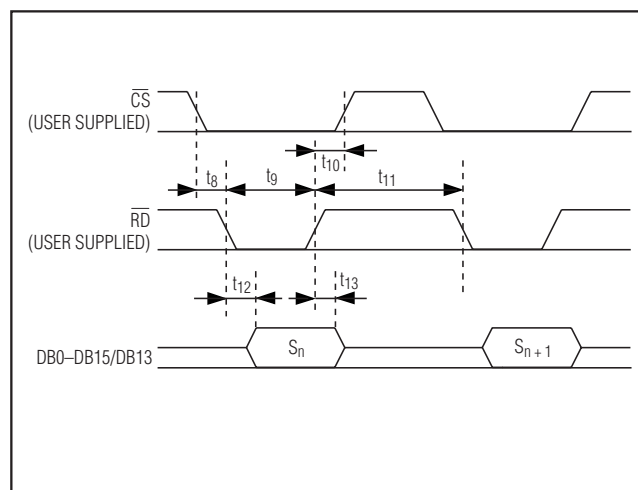 CS
(USER SUPPLIED)
t10
t8
t9
t11
RD
(USER SUPPLIED)
t12
t13
DB0–DB15/DB13
Sn
Sn + 1